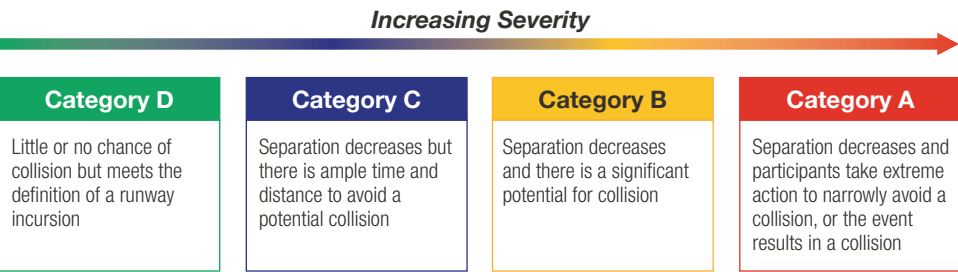 Increasing Severity
Category D
Little or no chance of
collision but meets the
definition of a runway
incursion
Category C
Separation decreases but
there is ample time and
distance to avoid a
potential collision
Category B
Separation decreases
and there is a significant
potential for collision
Category A
Separation decreases and
participants take extreme
action to narrowly avoid a
collision, or the event
results in a collision